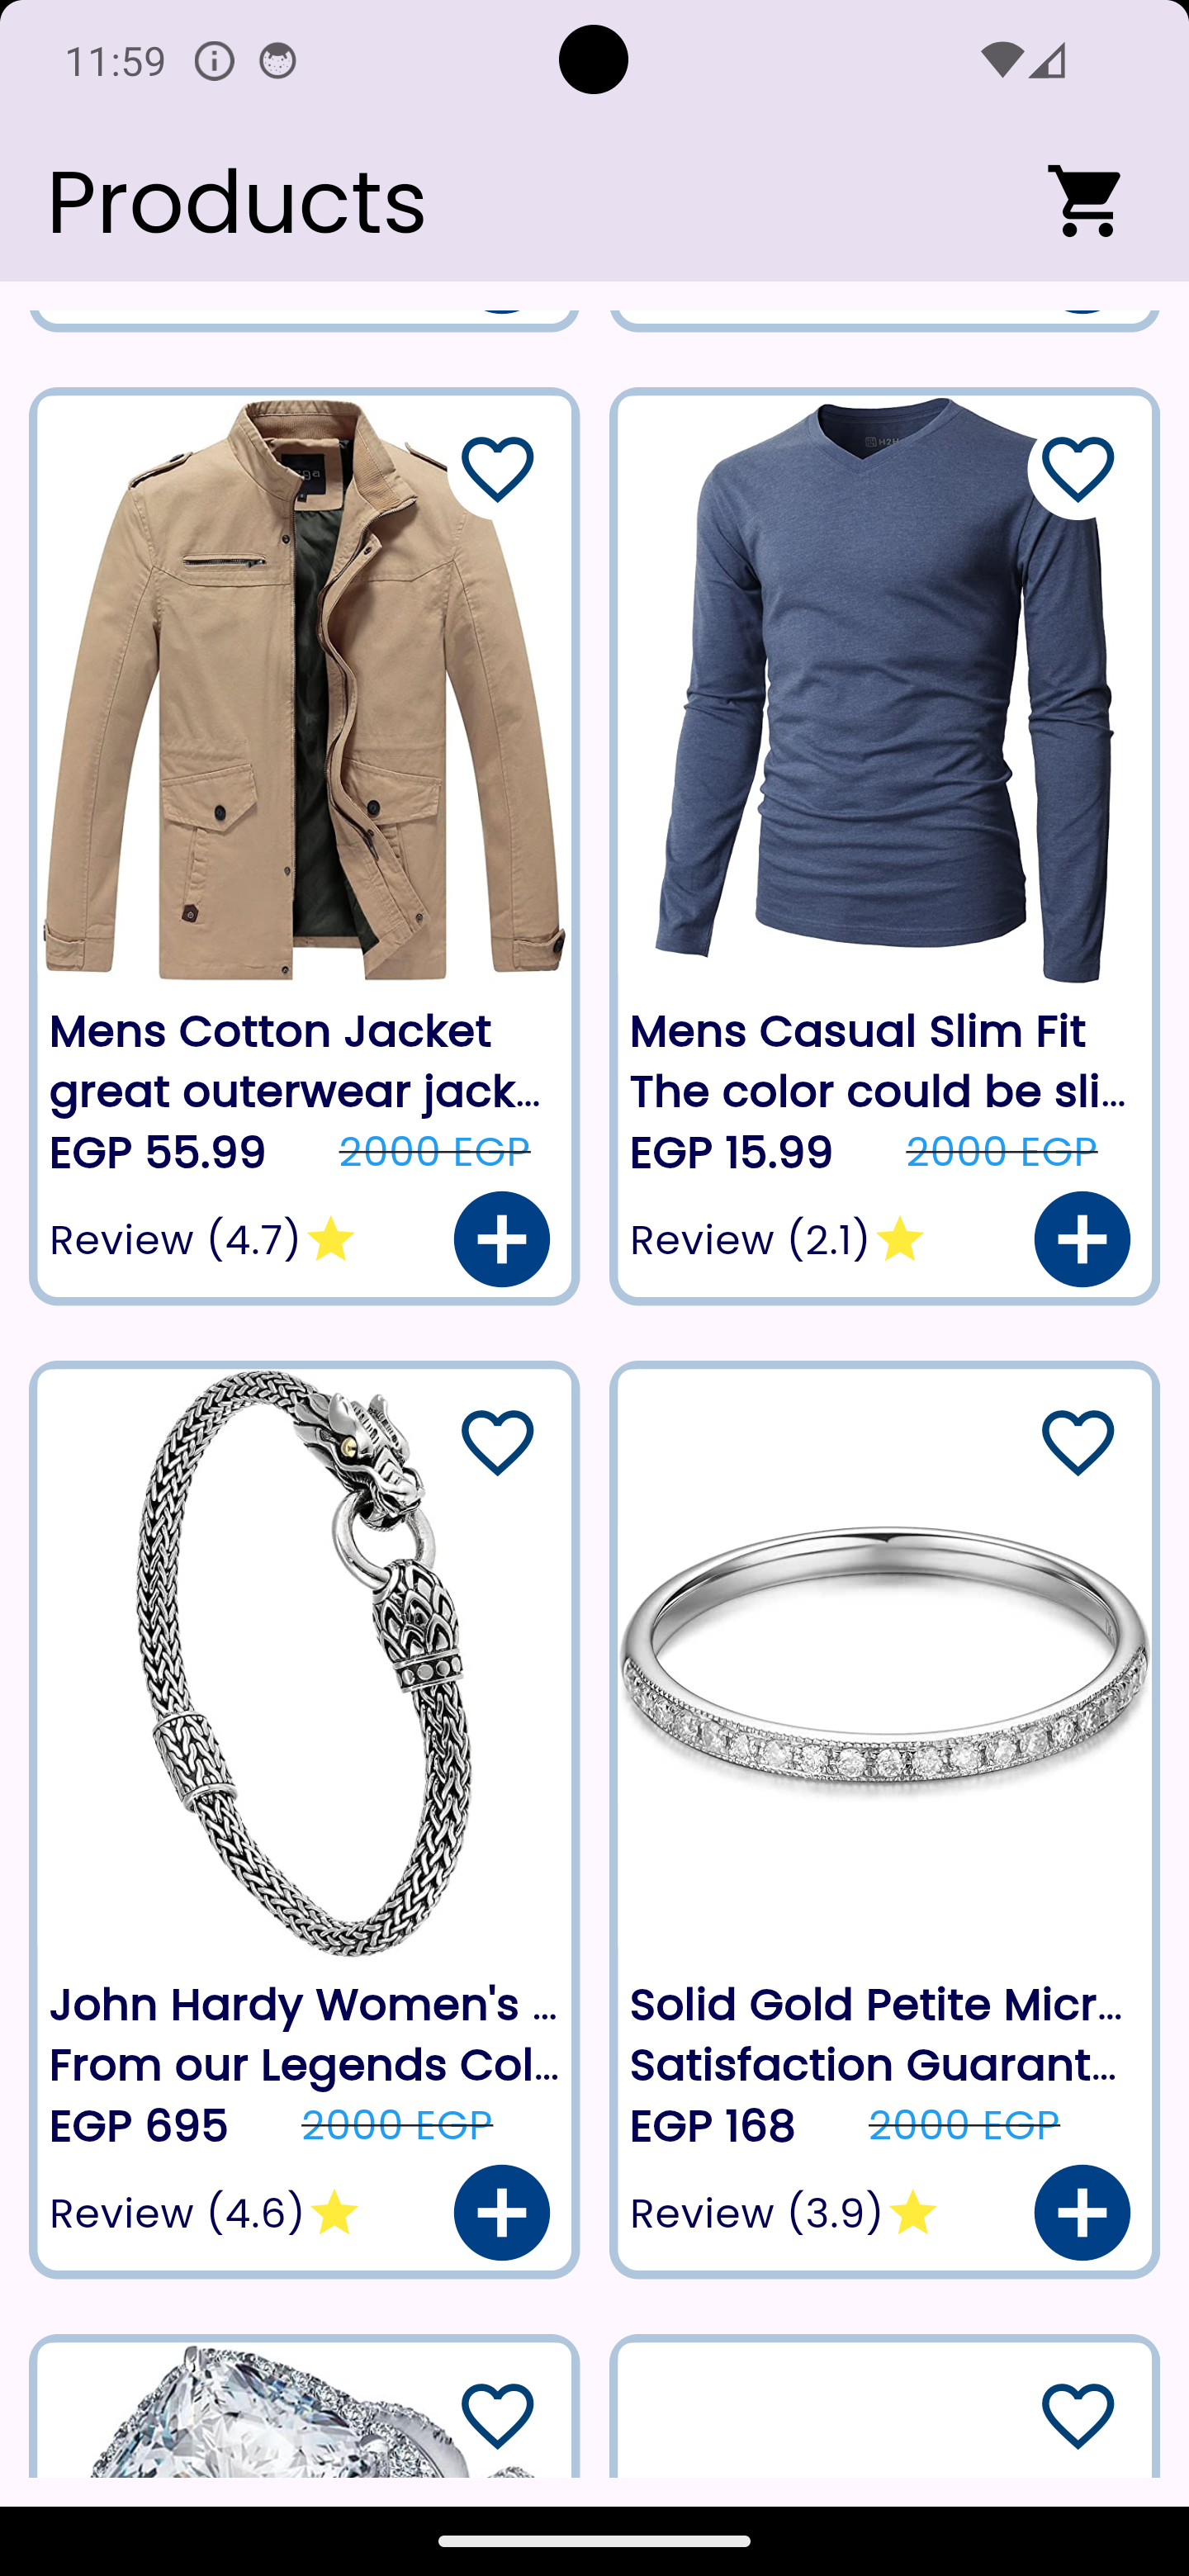 11:59
Products
Mens Cotton Jacket
great outerwear jack...
EGP 55.99 2000 EGP
Review (4.7)
Mens Casual Slim Fit
The color could be sli...
EGP 15.99 2000 EGP
Review (2.1)
John Hardy Women's ...
From our Legends Col...
EGP 695 2000 EGP
Review (4.6)
Solid Gold Petite Micr...
Satisfaction Guarant...
EGP 168 2000 EGP
Review (3.9)